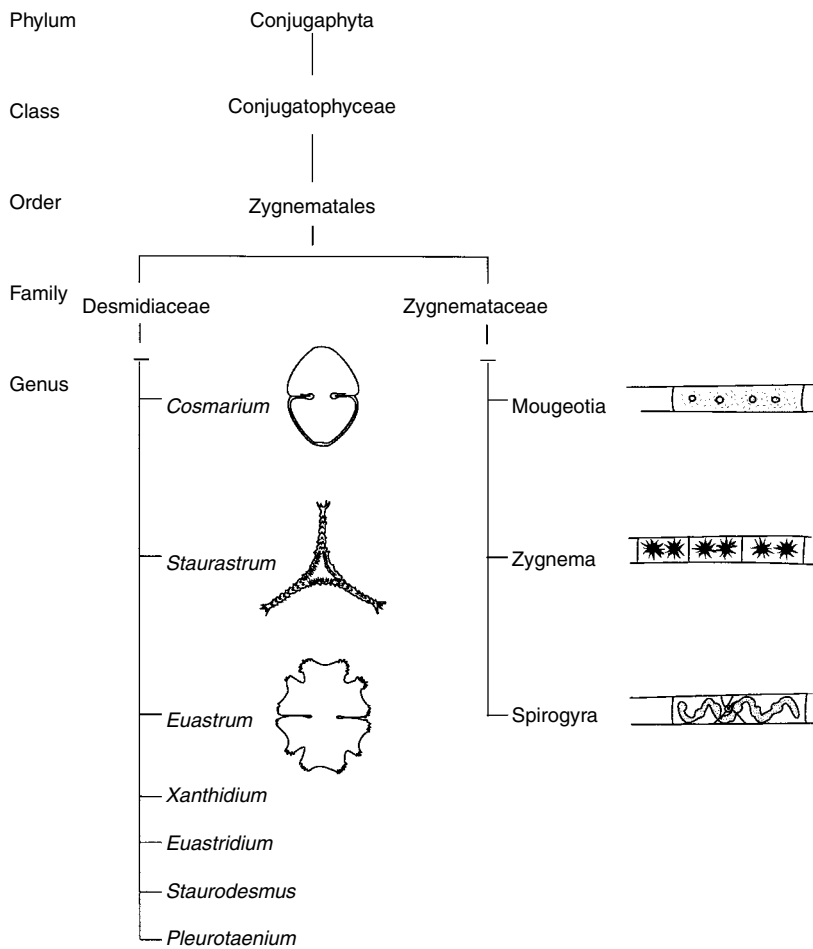 Phylum Conjugaphyta
Class Conjugatophyceae
Order Zygnematales
Family Desmidiaceae Zygnemataceae
Genus
Cosmarium Mougeotia
Staurastrum Zygnema
Euastrum Spirogyra
Xanthidium
Euastridium
Staurodesmus
Pleurotaenium